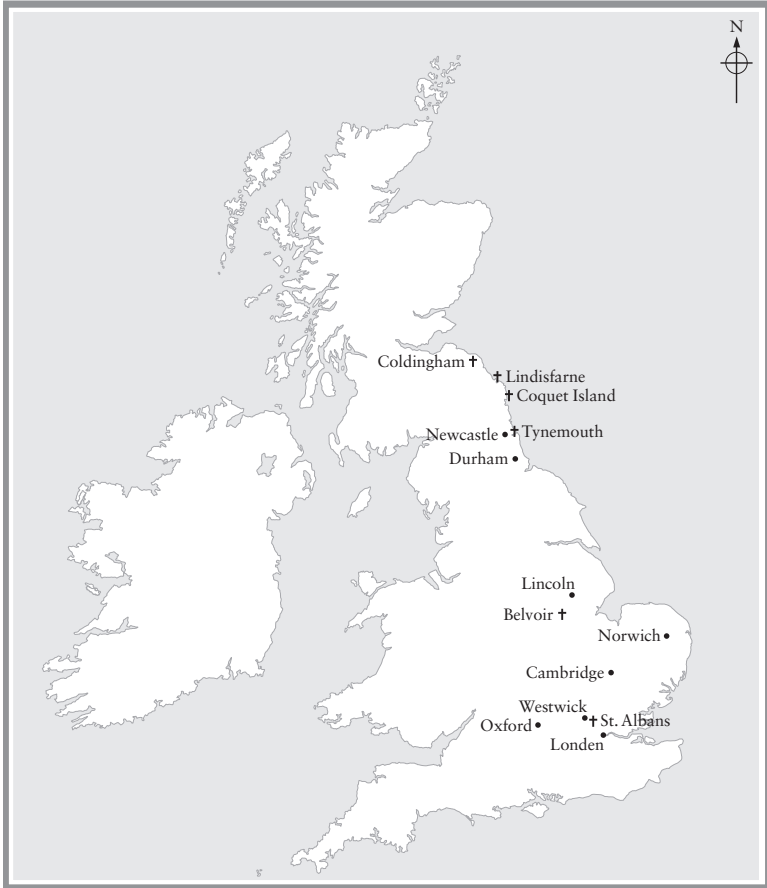 N
Coldingham ✝
✝ Lindisfarne
✝ Coquet Island
Newcastle • ✝ Tynemouth
Durham •
Lincoln
Belvoir ✝
Norwich •
Cambridge •
Westwick
Oxford • ✝ St. Albans
Londen